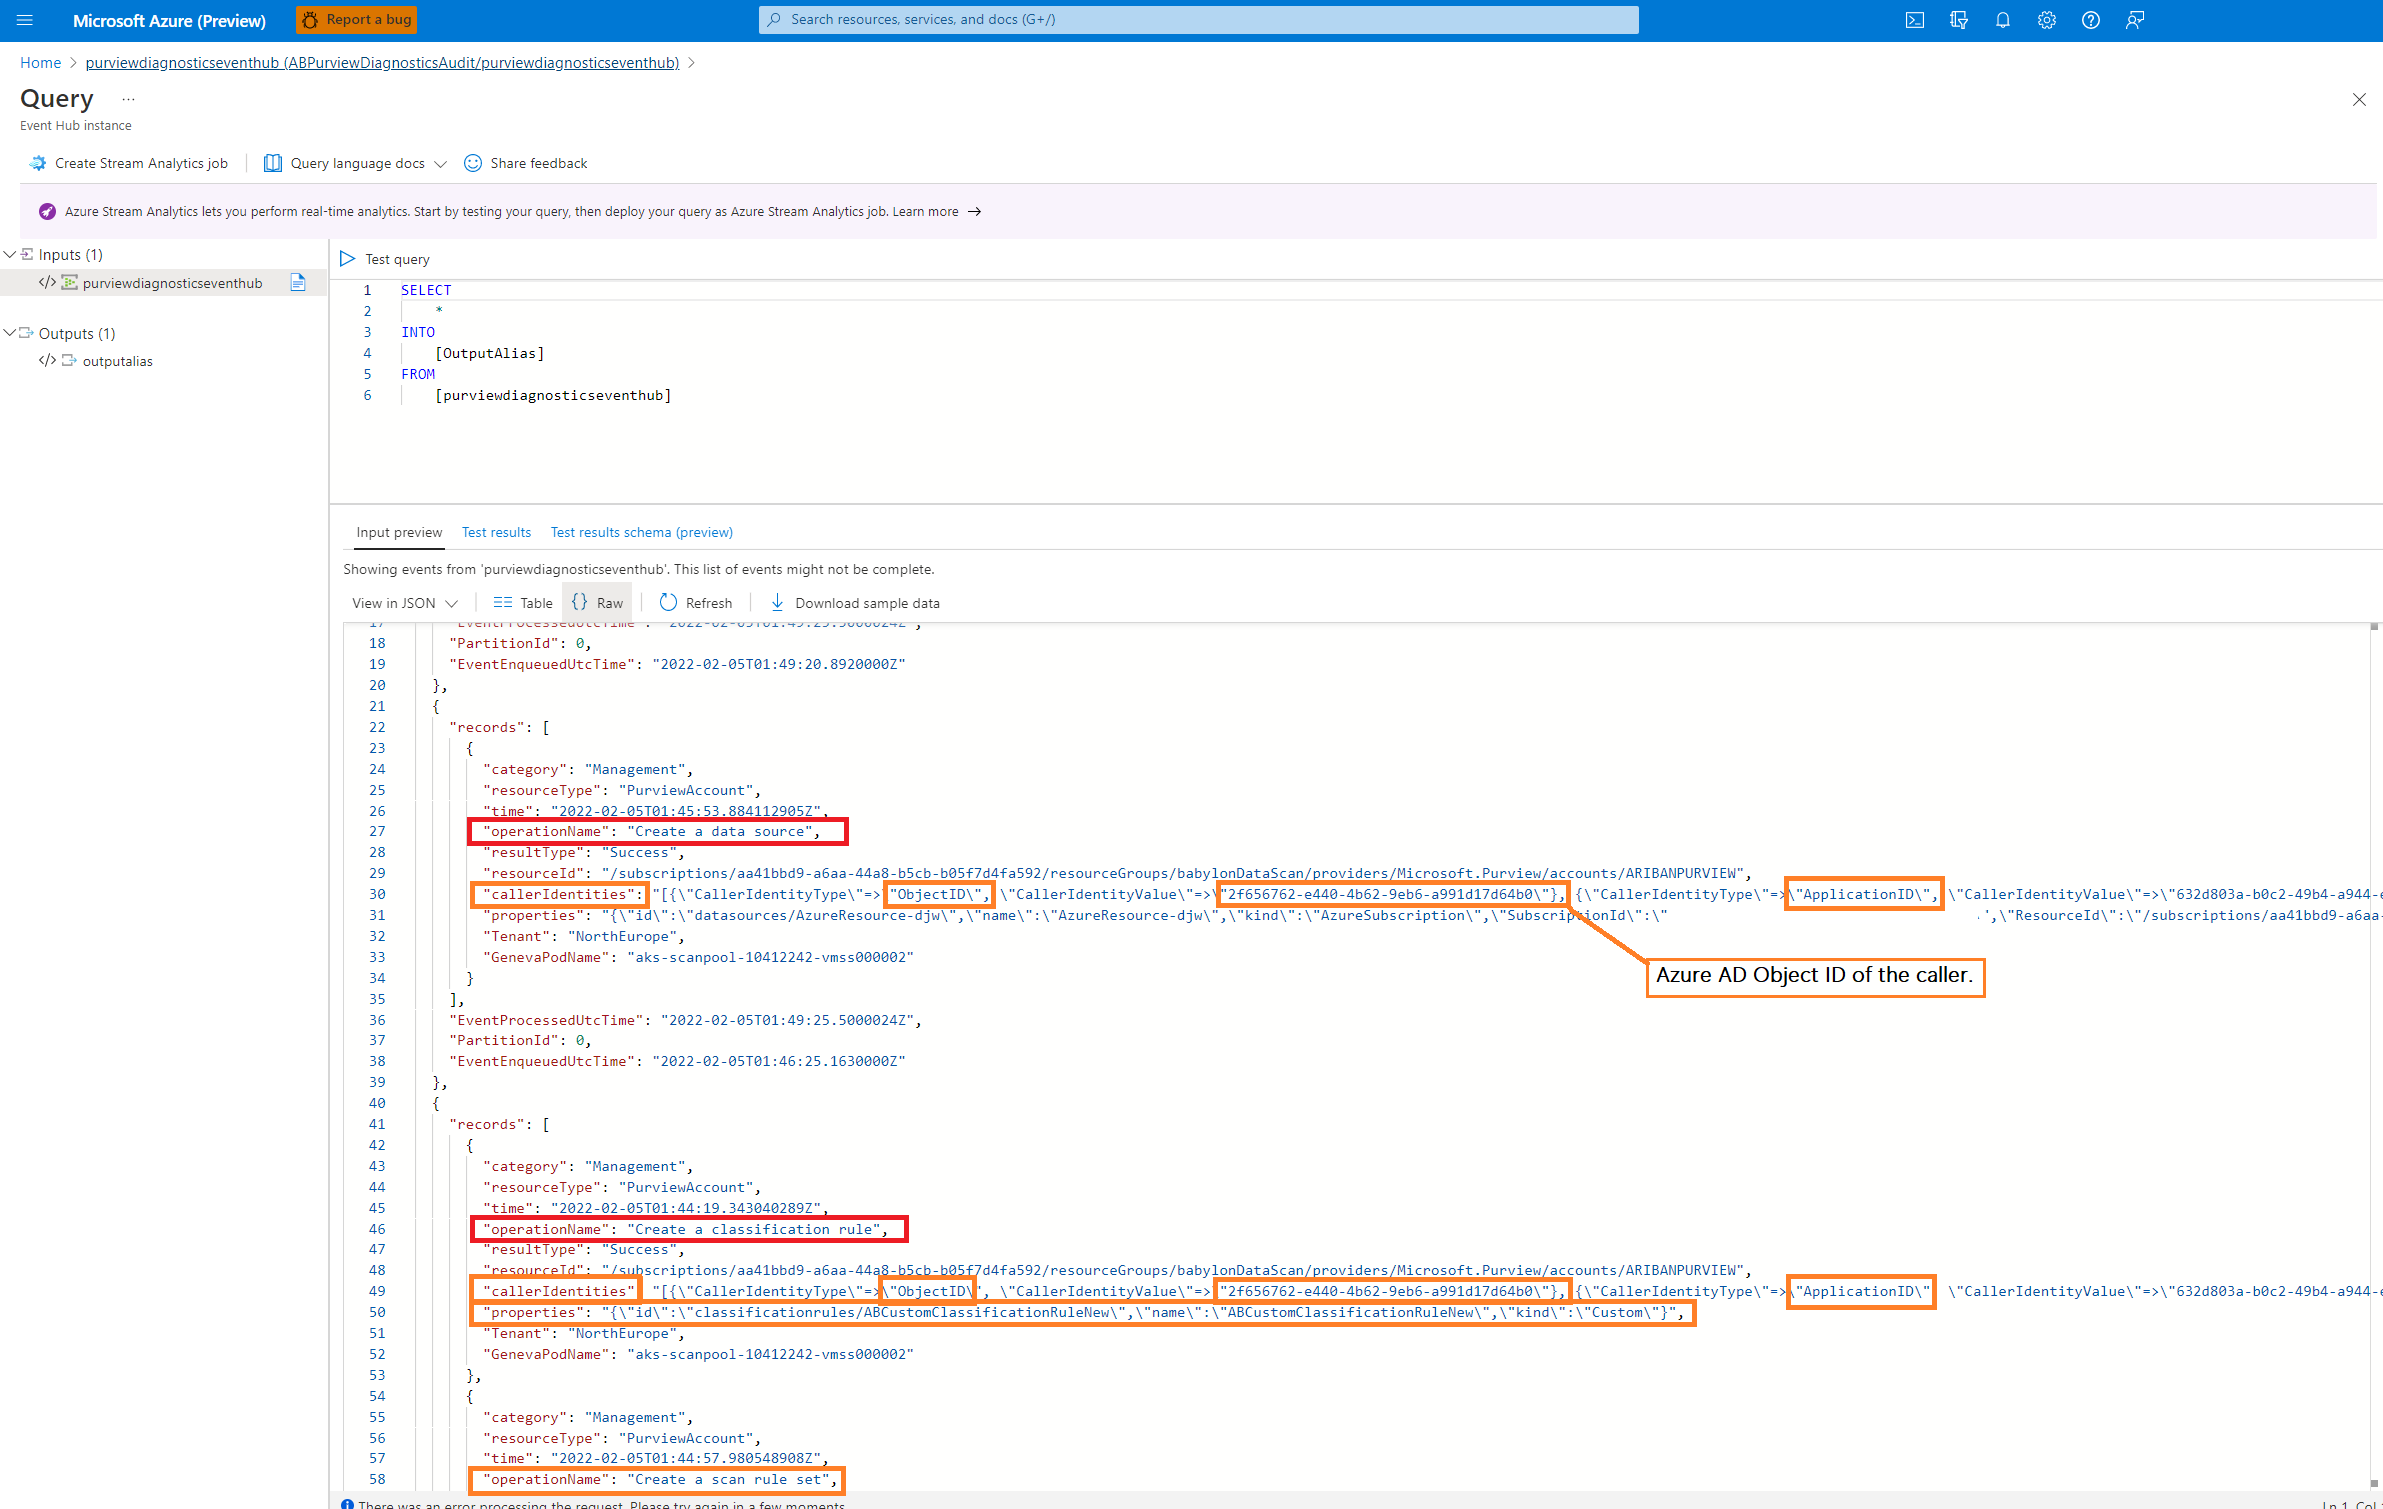 Microsoft Azure (Preview)
Report a bug
Search resources, services, and docs (G+/)
Home > purviewdiagnosticseventhub (ABPurviewDiagnosticsAudit/purviewdiagnosticseventhub) >
Query ...
Event Hub instance
Create Stream Analytics job
Query language docs
Share feedback
Azure Stream Analytics lets you perform real-time analytics. Start by testing your query, then deploy your query as Azure Stream Analytics job. Learn more →
Inputs (1)
</> purviewdiagnosticseventhub
Outputs (1)
</> outputalias
Test query
1 SELECT
2 *
3 INTO
4 [OutputAlias]
5 FROM
6 [purviewdiagnosticseventhub]
Input preview
Test results
Test results schema (preview)
Showing events from 'purviewdiagnosticseventhub'. This list of events might not be complete.
View in JSON
Table
{} Raw
Refresh
Download sample data
17 "EventProcessedUtcTime": "2022-02-05T01:49:25.5000024Z",
18 "PartitionId": 0,
19 "EventEnqueuedUtcTime": "2022-02-05T01:49:20.8920000Z"
20 },
21 {
22 "records": [
23 {
24 "category": "Management",
25 "resourceType": "PurviewAccount",
26 "time": "2022-02-05T01:45:53.884112905Z",
27 "operationName": "Create a data source",
28 "resultType": "Success",
29 "resourceId": "/subscriptions/aa41bbd9-a6aa-44a8-b5cb-b05f7d4fa592/resourceGroups/babylonDataScan/providers/Microsoft.Purview/accounts/ARIBANPURVIEW",
30 "callerIdentities": "[{\"CallerIdentityType\"=>\"ObjectID\", \"CallerIdentityValue\"=>\"2f656762-e440-4b62-9eb6-a991d17d64b0\"}, {\"CallerIdentityType\"=>\"ApplicationID\", \"CallerIdentityValue\"=>\"632d803a-b0c2-49b4-a944-e
31 "properties": "{\"id\":\"datasources/AzureResource-djw\",\"name\":\"AzureResource-djw\",\"kind\":\"AzureSubscription\",\"SubscriptionId\":\" ',\"ResourceId\":\"/subscriptions/aa41bbd9-a6aa-
32 "Tenant": "NorthEurope",
33 "GenevaPodName": "aks-scanpool-10412242-vmss000002"
Azure AD Object ID of the caller.
34 }
35 ],
36 "EventProcessedUtcTime": "2022-02-05T01:49:25.5000024Z",
37 "PartitionId": 0,
38 "EventEnqueuedUtcTime": "2022-02-05T01:46:25.1630000Z"
39 },
40 {
41 "records": [
42 {
43 "category": "Management",
44 "resourceType": "PurviewAccount",
45 "time": "2022-02-05T01:44:19.343040289Z",
46 "operationName": "Create a classification rule",
47 "resultType": "Success",
48 "resourceId": "/subscriptions/aa41bbd9-a6aa-44a8-b5cb-b05f7d4fa592/resourceGroups/babylonDataScan/providers/Microsoft.Purview/accounts/ARIBANPURVIEW",
49 "callerIdentities" "[{\"CallerIdentityType\"=>\"ObjectID\", \"CallerIdentityValue\"=>\"2f656762-e440-4b62-9eb6-a991d17d64b0\"}, {\"CallerIdentityType\"=>\"ApplicationID\" \"CallerIdentityValue\"=>\"632d803a-b0c2-49b4-a944-e
50 "properties": "{\"id\":\"classificationrules/ABCustomClassificationRuleNew\",\"name\":\"ABCustomClassificationRuleNew\",\"kind\":\"Custom\"}",
51 "Tenant": "NorthEurope",
52 "GenevaPodName": "aks-scanpool-10412242-vmss000002"
53 },
54 {
55 "category": "Management",
56 "resourceType": "PurviewAccount",
57 "time": "2022-02-05T01:44:57.980548908Z",
58 "operationName": "Create a scan rule set",
There was an error processing the request. Please try again in a few moments.
Ln 1, Col